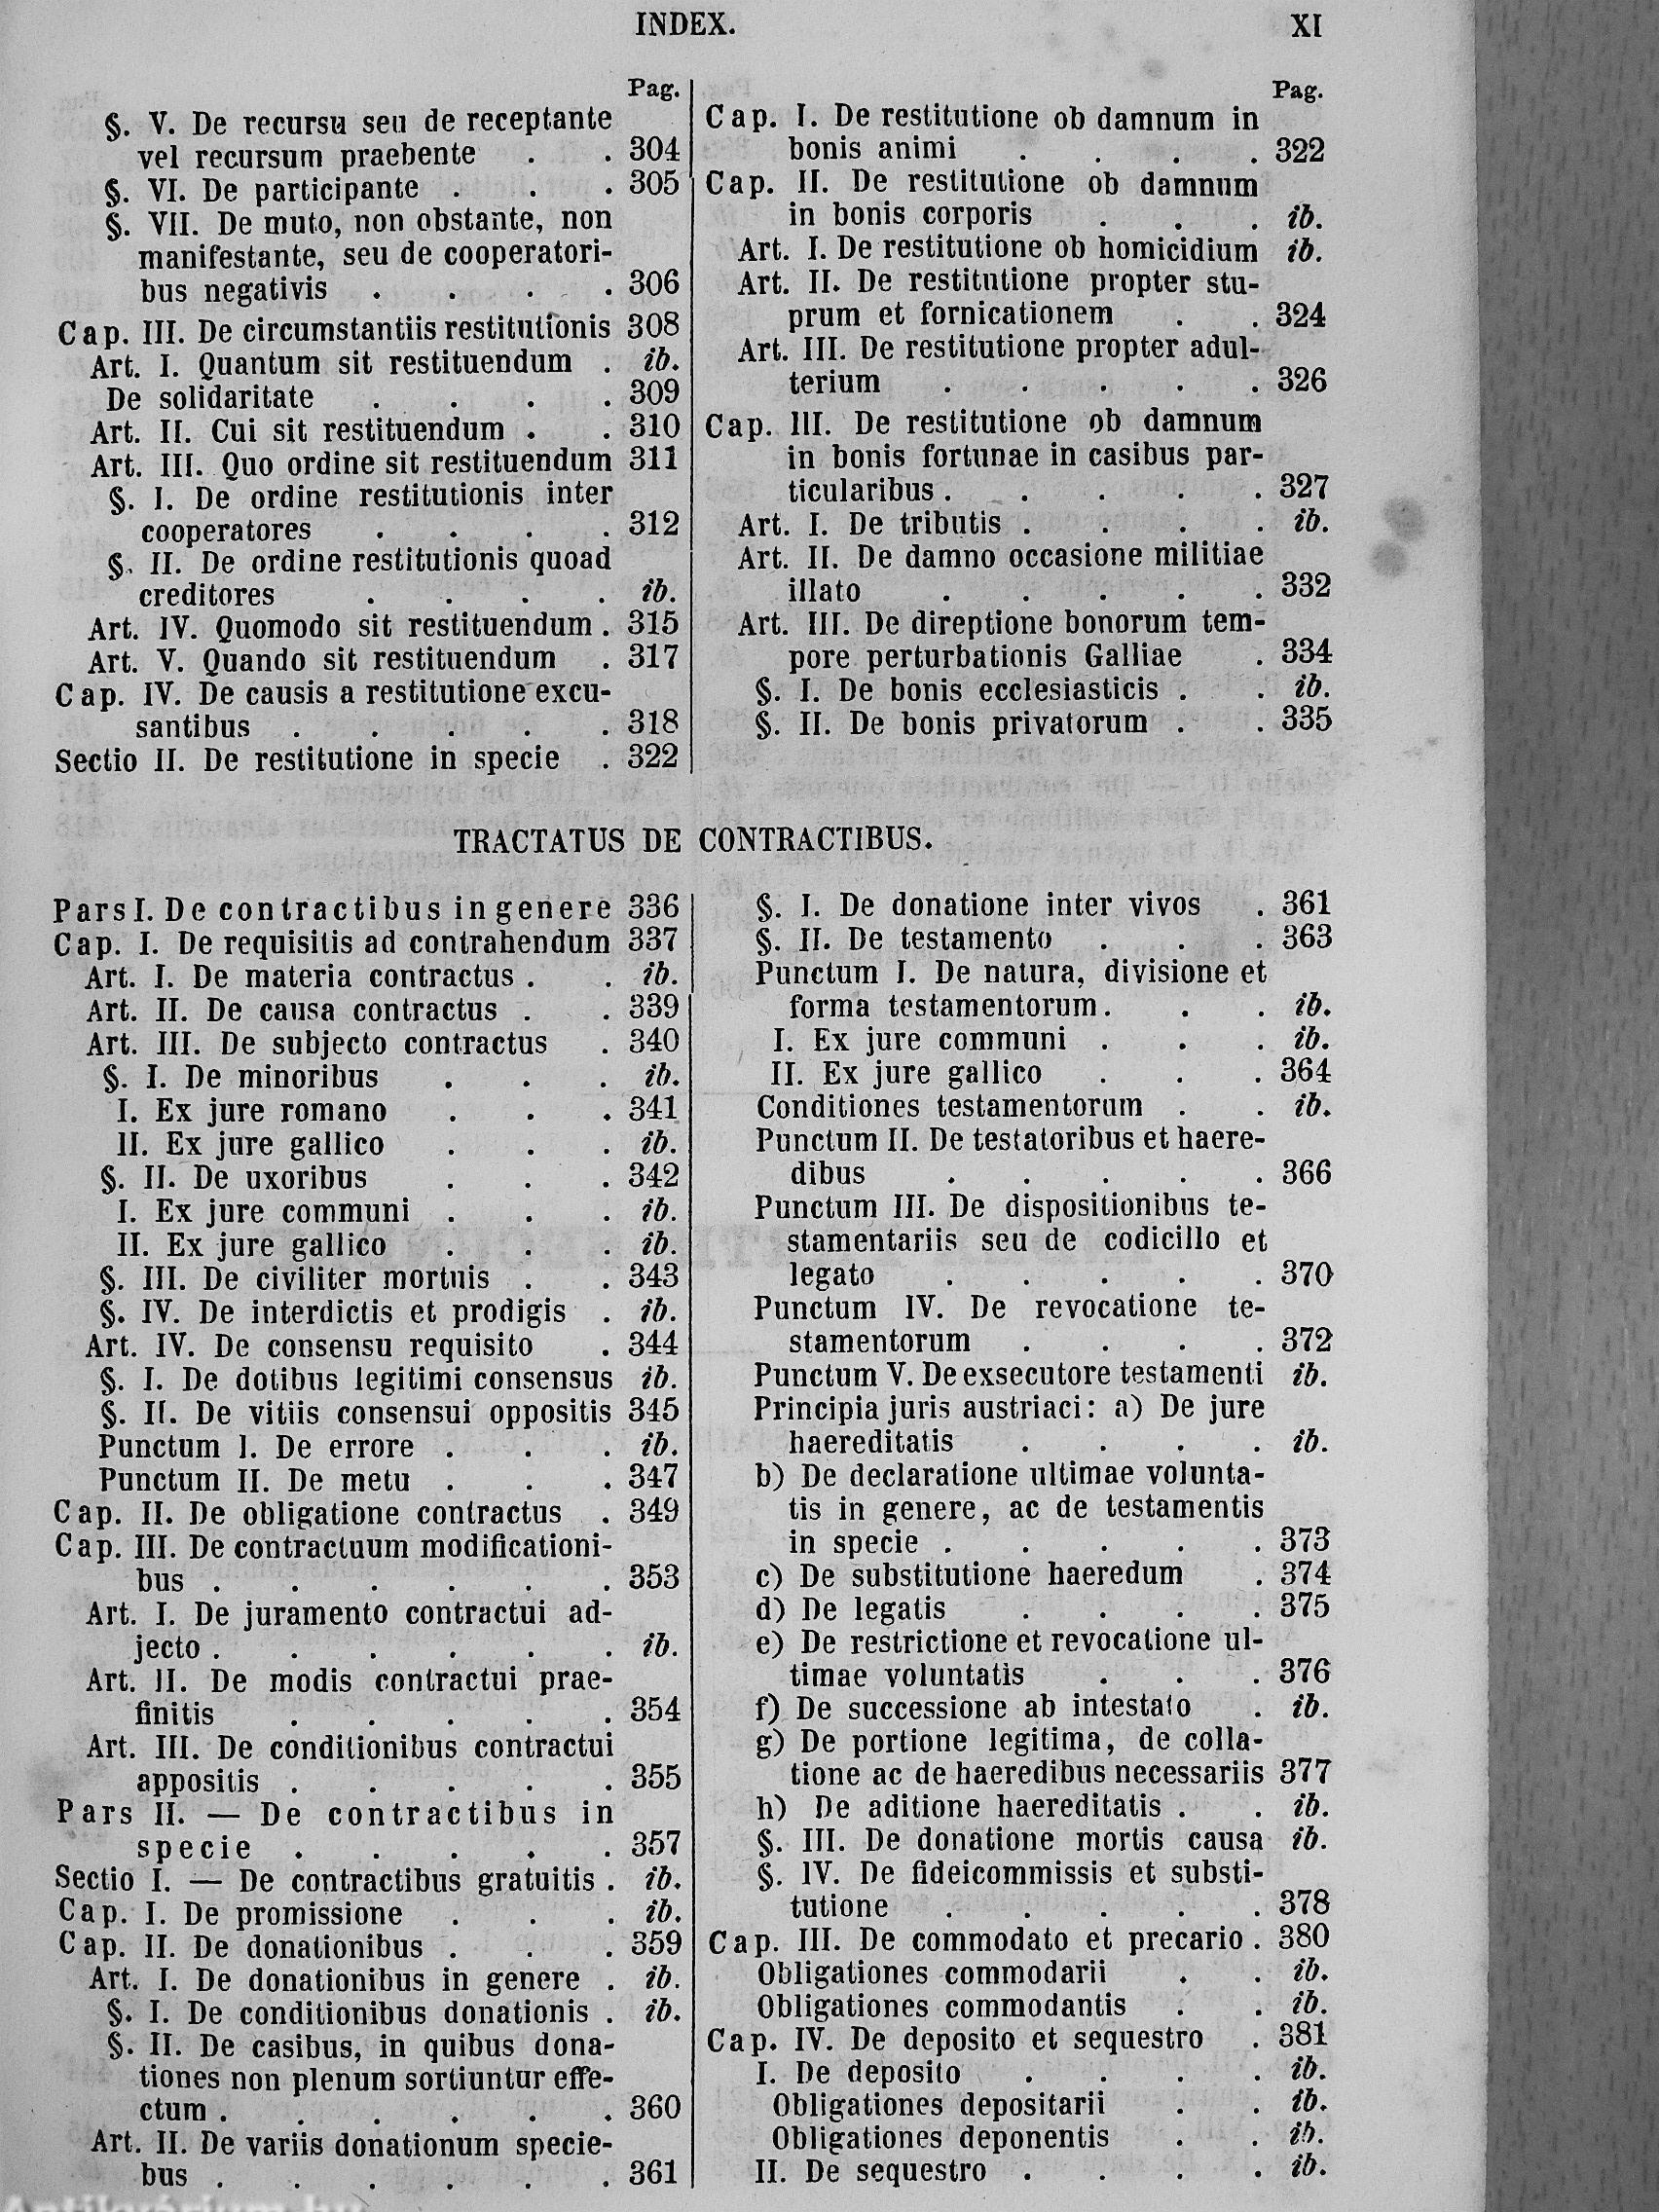 INDEX. XI
Pag.
§. V. De recursu seu de receptante
vel recursum praebente . . 304
§. VI. De participante . . . 305
§. VII. De muto, non obstante, non
manifestante, seu de cooperatori-
bus negativis . . . . 306
Cap. III. De circumstantiis restitutionis 308
Art. I. Quantum sit restituendum . ib.
De solidaritate . . . . 309
Art. II. Cui sit restituendum . . 310
Art. III. Quo ordine sit restituendum 311
§. I. De ordine restitutionis inter
cooperatores . . . . 312
§. II. De ordine restitutionis quoad
creditores . . . . ib.
Art. IV. Quomodo sit restituendum . 315
Art. V. Quando sit restituendum . 317
Cap. IV. De causis a restitutione excu-
santibus . . . . . 318
Sectio II. De restitutione in specie . 322
Pag.
Cap. I. De restitutione ob damnum in
bonis animi . . . . 322
Cap. II. De restitutione ob damnum
in bonis corporis . . . ib.
Art. I. De restitutione ob homicidium ib.
Art. II. De restitutione propter stu-
prum et fornicationem . . 324
Art. III. De restitutione propter adul-
terium . . . . . 326
Cap. III. De restitutione ob damnum
in bonis fortunae in casibus par-
ticularibus . . . . . 327
Art. I. De tributis . . . . ib.
Art. II. De damno occasione militiae
illato . . . . . 332
Art. III. De direptione bonorum tem-
pore perturbationis Galliae . 334
§. I. De bonis ecclesiasticis . . ib.
§. II. De bonis privatorum . . 335
TRACTATUS DE CONTRACTIBUS.
Pars I. De contractibus in genere 336
Cap. I. De requisitis ad contrahendum 337
Art. I. De materia contractus . . ib.
Art. II. De causa contractus . . 339
Art. III. De subjecto contractus . 340
§. I. De minoribus . . . ib.
I. Ex jure romano . . . 341
II. Ex jure gallico . . . ib.
§. II. De uxoribus . . . 342
I. Ex jure communi . . . ib.
II. Ex jure gallico . . . ib.
§. III. De civiliter mortuis . . 343
§. IV. De interdictis et prodigis . ib.
Art. IV. De consensu requisito . 344
§. I. De dotibus legitimi consensus ib.
§. II. De vitiis consensui oppositis 345
Punctum I. De errore . . . ib.
Punctum II. De metu . . . 347
Cap. II. De obligatione contractus . 349
Cap. III. De contractuum modificationi-
bus . . . . . . 353
Art. I. De juramento contractui ad-
jecto . . . . . . ib.
Art. II. De modis contractui prae-
finitis . . . . . 354
Art. III. De conditionibus contractui
appositis . . . . . 355
Pars II. — De contractibus in
specie . . . . . 357
Sectio I. — De contractibus gratuitis . ib.
Cap. I. De promissione . . . ib.
Cap. II. De donationibus . . . 359
Art. I. De donationibus in genere . ib.
§. I. De conditionibus donationis . ib.
§. II. De casibus, in quibus dona-
tiones non plenum sortiuntur effe-
ctum . . . . . . 360
Art. II. De variis donationum specie-
bus . . . . . . 361
§. I. De donatione inter vivos . 361
§. II. De testamento . . . 363
Punctum I. De natura, divisione et
forma testamentorum . . . ib.
I. Ex jure communi . . . ib.
II. Ex jure gallico . . . 364
Conditiones testamentorum . . ib.
Punctum II. De testatoribus et haere-
dibus . . . . . 366
Punctum III. De dispositionibus te-
stamentariis seu de codicillo et
legato . . . . . 370
Punctum IV. De revocatione te-
stamentorum . . . . 372
Punctum V. De exsecutore testamenti ib.
Principia juris austriaci: a) De jure
haereditatis . . . . ib.
b) De declaratione ultimae volunta-
tis in genere, ac de testamentis
in specie . . . . . 373
c) De substitutione haeredum . 374
d) De legatis . . . . 375
e) De restrictione et revocatione ul-
timae voluntatis . . . 376
f) De successione ab intestato . ib.
g) De portione legitima, de colla-
tione ac de haeredibus necessariis 377
h) De aditione haereditatis . . ib.
§. III. De donatione mortis causa ib.
§. IV. De fideicommissis et substi-
tutione . . . . . 378
Cap. III. De commodato et precario . 380
Obligationes commodarii . . ib.
Obligationes commodantis . . ib.
Cap. IV. De deposito et sequestro . 381
I. De deposito . . . . ib.
Obligationes depositarii . . ib.
Obligationes deponentis . . ib.
II. De sequestro . . . . ib.